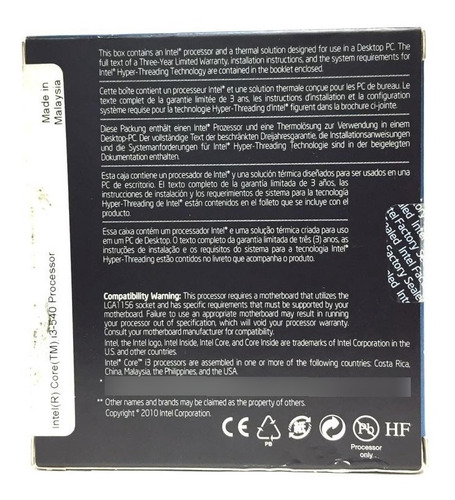 This box contains an Intel® processor and a thermal solution designed for use in a Desktop PC. The
full text of a Three-Year Limited Warranty, installation instructions, and the system requirements for
Intel® Hyper-Threading Technology are contained in the booklet enclosed.
Cette boîte contient un processeur Intel® et une solution thermale conçue pour les PC de bureau. Le
texte complet de la garantie limitée de 3 ans, les instructions d'installation et la configuration
système requise pour la technologie Hyper-Threading d'Intel® figurent dans la brochure ci-jointe.
Diese Packung enthält einen Intel® Prozessor und eine Thermolösung zur Verwendung in einem
Desktop-PC. Der vollständige Text der beschränkten Dreijahresgarantie, die Installationsanweisungen
und die Systemanforderungen für Intel® Hyper-Threading Technologie sind in der beigelegten
Dokumentation enthalten.
Esta caja contiene un procesador de Intel® y una solución térmica diseñados para ser usados en una
PC de escritorio. El texto completo de la garantía limitada de 3 años, las
instrucciones de instalación y los requerimientos de sistema para la tecnología
Hyper-Threading de Intel® están contenidos en el folleto que se incluye con el
producto.
Esta caixa contém um processador Intel® e uma solução térmica criada para uso
em um PC de Desktop. O texto completo da garantia limitada de três (3) anos, as
instruções de instalação e os requisitos de sistema para a tecnologia Intel®
Hyper-Threading estão contidos no livreto que acompanha o produto.
Compatibility Warning: This processor requires a motherboard that utilizes the
LGA1156 socket and has specific requirements that must be supported by your
motherboard. Failure to use an appropriate motherboard may result in running
your processor out of specification, which will void your processor warranty.
Consult your motherboard manufacturer for compatibility.
Intel, the Intel logo, Intel Inside, Intel Core, and Core Inside are trademarks of Intel Corporation in the
U.S. and other countries.
Intel® Core™ i3 processors are assembled in one or more of the following countries: Costa Rica,
China, Malaysia, the Philippines, and the USA.
*
** Other names and brands may be claimed as the property of others.
Copyright © 2010 Intel Corporation.
CE
PB
Pb
HF
Processor
only...
Made in
Malaysia
Intel(R) Core(TM) i3-540 Processor
Intel Factory Sealed